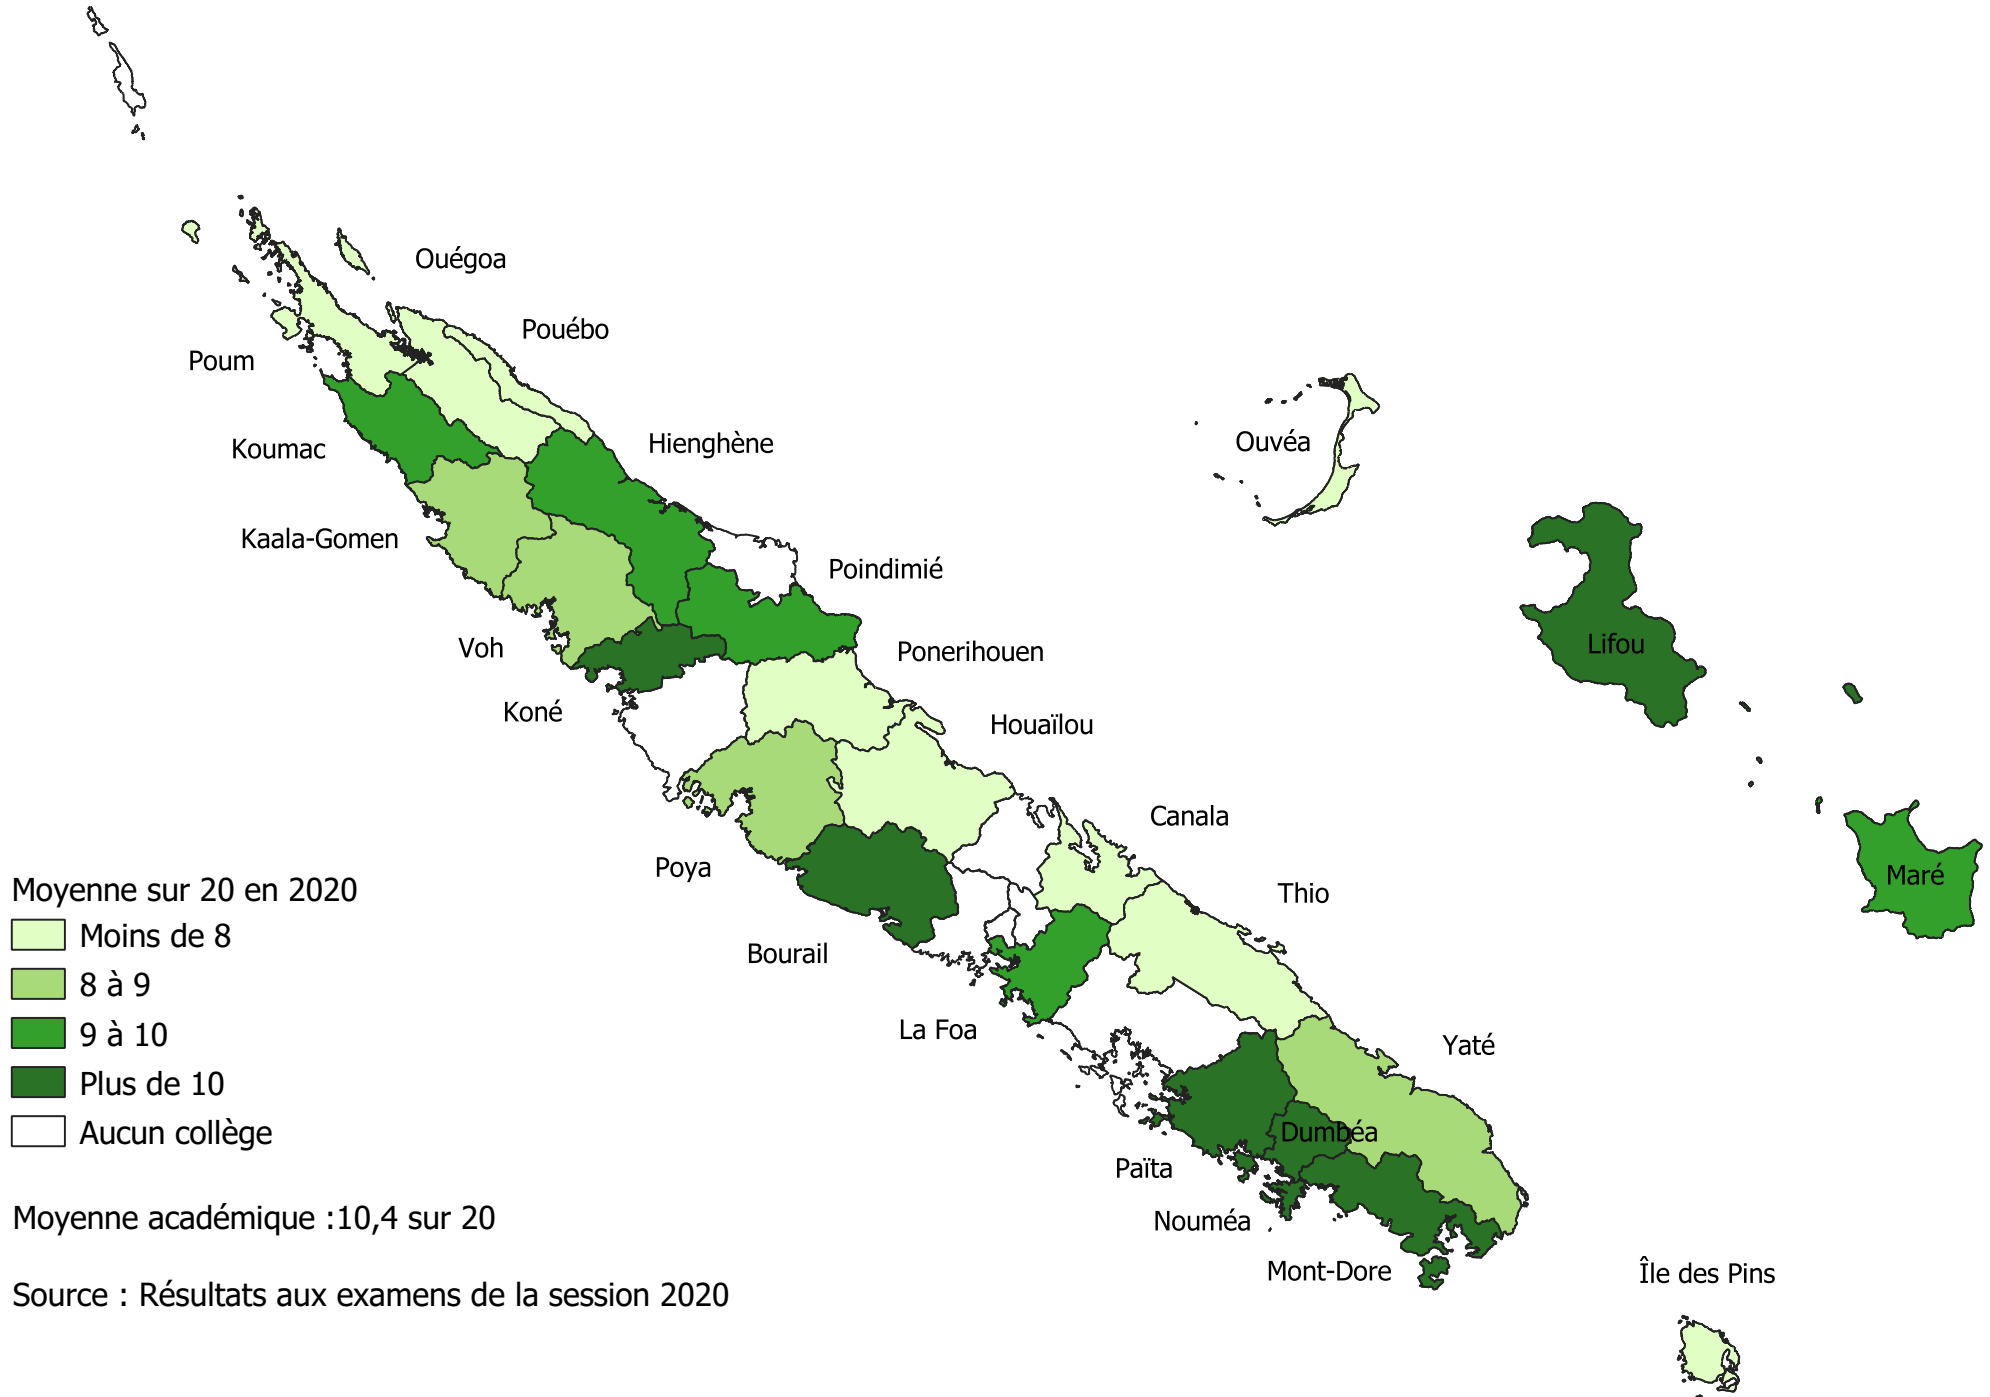 Ouégoa
Pouébo
Poum
Hienghène
Koumac
Ouvéa
Kaala-Gomen
Poindimié
Lifou
Voh
Ponerihouen
Koné
Houaïlou
Canala
Poya
Maré
Thio
Bourail
La Foa
Yaté
Dumbéa
Païta
Nouméa
Mont-Dore
Île des Pins
Moyenne sur 20 en 2020
Moins de 8
8 à 9
9 à 10
Plus de 10
Aucun collège
Moyenne académique :10,4 sur 20
Source : Résultats aux examens de la session 2020